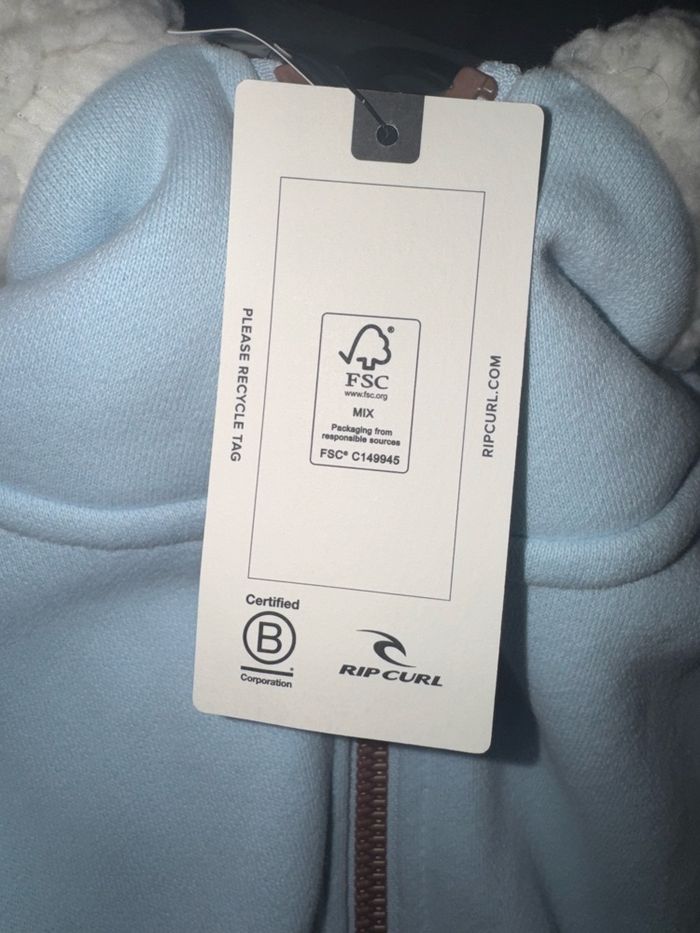 PLEASE RECYCLE TAG
®
FSC
www.fsc.org
MIX
Packaging from
responsible sources
FSC® C149945
RIPCURL.COM
Certified
B
Corporation
RIP CURL